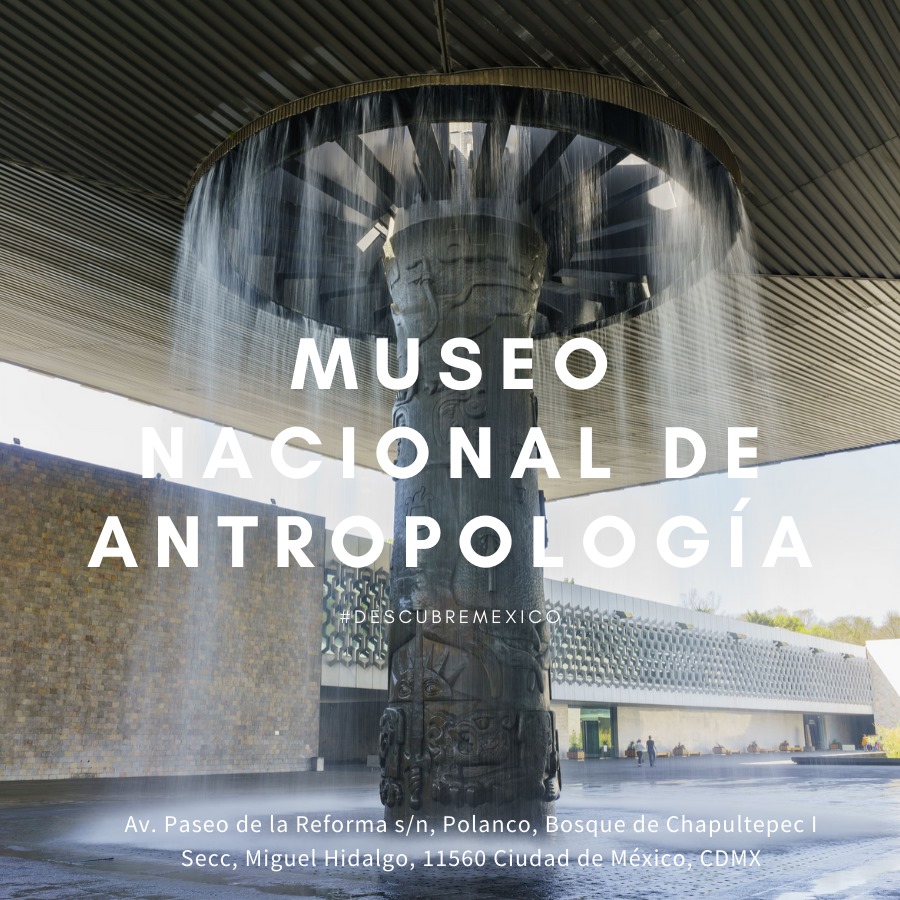 MUSEO
NACIONAL DE
ANTROPOLOGÍA
#DESCUBREMEXICO
Av. Paseo de la Reforma s/n, Polanco, Bosque de Chapultepec I
Secc, Miguel Hidalgo, 11560 Ciudad de México, CDMX